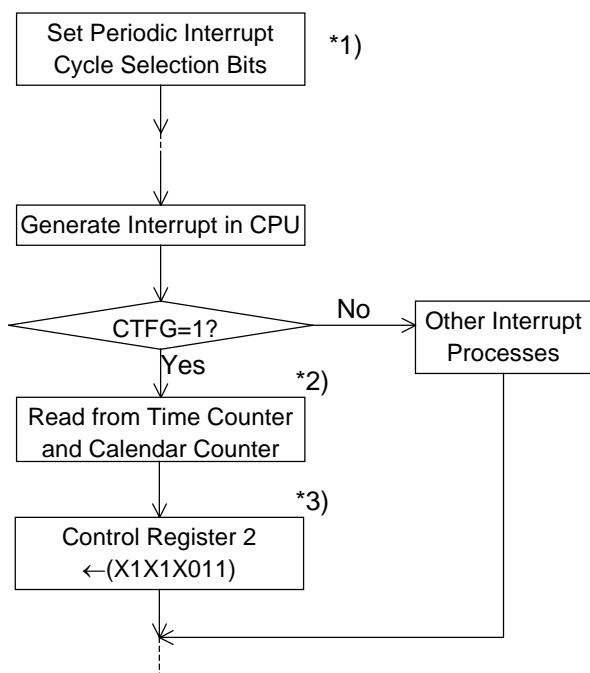 Set Periodic Interrupt
Cycle Selection Bits
*1)
Generate Interrupt in CPU
CTFG=1?
No
Other Interrupt
Processes
Yes
*2)
Read from Time Counter
and Calendar Counter
*3)
Control Register 2
←(X1X1X011)